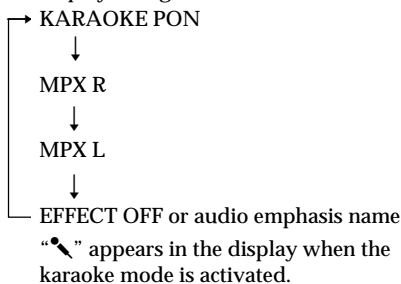 KARAOKE PON
MPX R
MPX L
EFFECT OFF or audio emphasis name
“ ” appears in the display when the
karaoke mode is activated.